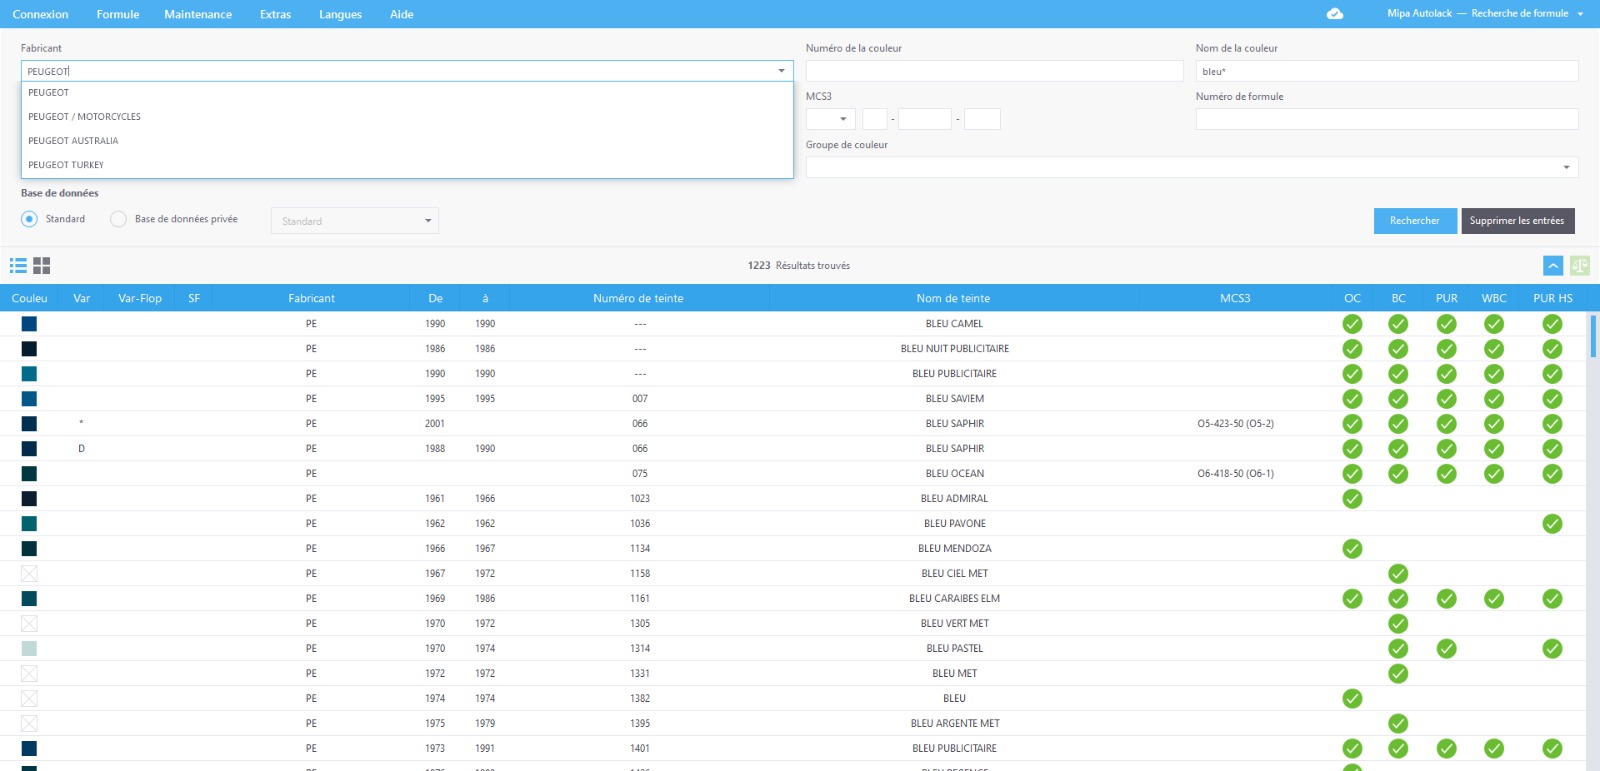 Connexion Formule Maintenance Extras Langues Aide Mipa Autolack — Recherche de formule
Fabricant Numéro de la couleur Nom de la couleur
PEUGEOT bleu*
PEUGEOT MCS3 Numéro de formule
PEUGEOT / MOTORCYCLES - -
PEUGEOT AUSTRALIA Groupe de couleur
PEUGEOT TURKEY
Base de données
Standard Base de données privée Standard Rechercher Supprimer les entrées
1223 Résultats trouvés
Couleu Var Var-Flop SF Fabricant De à Numéro de teinte Nom de teinte MCS3 OC BC PUR WBC PUR HS
PE 1990 1990 --- BLEU CAMEL
PE 1986 1986 --- BLEU NUIT PUBLICITAIRE
PE 1990 1990 --- BLEU PUBLICITAIRE
PE 1995 1995 007 BLEU SAVIEM
* PE 2001 066 BLEU SAPHIR O5-423-50 (O5-2)
D PE 1988 1990 066 BLEU SAPHIR
PE 075 BLEU OCEAN O6-418-50 (O6-1)
PE 1961 1966 1023 BLEU ADMIRAL
PE 1962 1962 1036 BLEU PAVONE
PE 1966 1967 1134 BLEU MENDOZA
PE 1967 1972 1158 BLEU CIEL MET
PE 1969 1986 1161 BLEU CARAIBES ELM
PE 1970 1972 1305 BLEU VERT MET
PE 1970 1974 1314 BLEU PASTEL
PE 1972 1972 1331 BLEU MET
PE 1974 1974 1382 BLEU
PE 1975 1979 1395 BLEU ARGENTE MET
PE 1973 1991 1401 BLEU PUBLICITAIRE